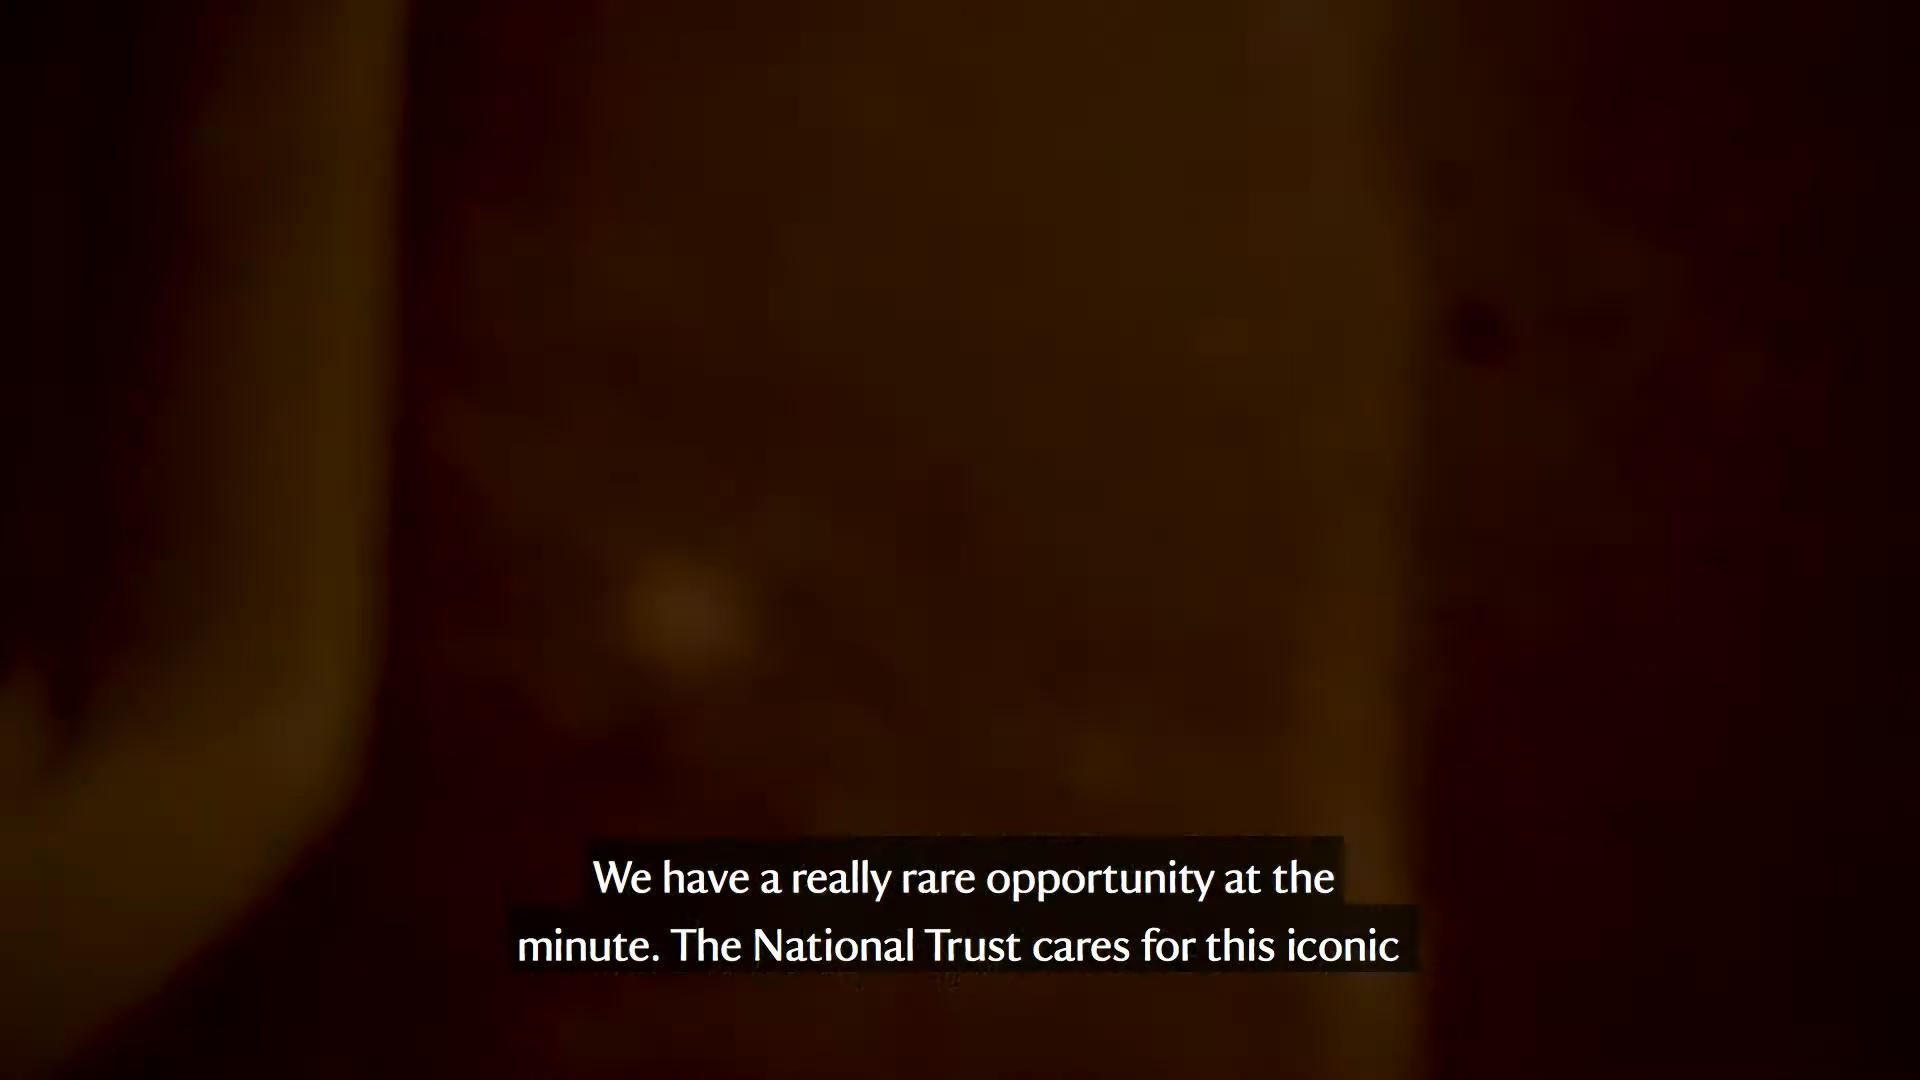 We have a really rare opportunity at the
minute. The National Trust cares for this iconic